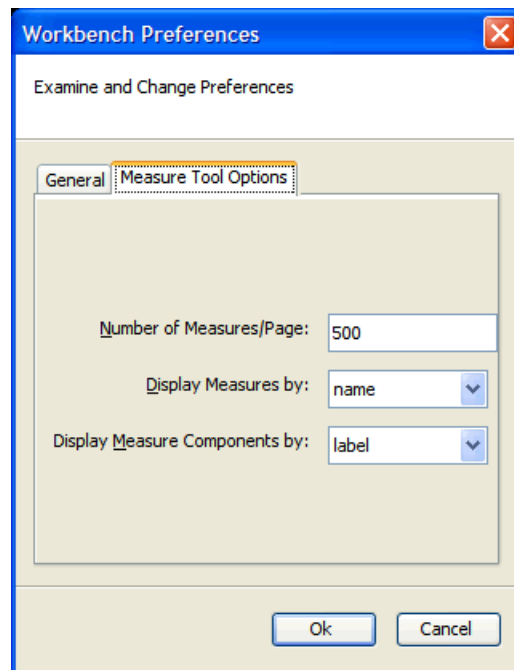 Workbench Preferences
Examine and Change Preferences
General Measure Tool Options
Number of Measures/Page: 500
Display Measures by: name
Display Measure Components by: label
Ok Cancel